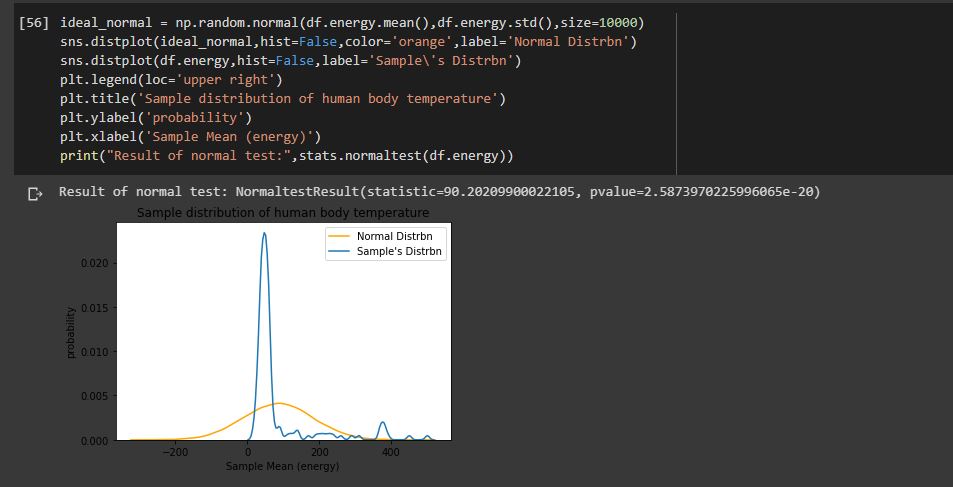 [56] ideal_normal = np.random.normal(df.energy.mean(),df.energy.std(),size=10000)
sns.distplot(ideal_normal,hist=False,color='orange',label='Normal Distrbn')
sns.distplot(df.energy,hist=False,label='Sample\'s Distrbn')
plt.legend(loc='upper right')
plt.title('Sample distribution of human body temperature')
plt.ylabel('probability')
plt.xlabel('Sample Mean (energy)')
print("Result of normal test:",stats.normaltest(df.energy))
Result of normal test: NormaltestResult(statistic=90.20209900022105, pvalue=2.5873970225996065e-20)
Sample distribution of human body temperature
Normal Distrbn
Sample's Distrbn
0.020
0.015
0.010
0.005
0.000
probability
−200 0 200 400
Sample Mean (energy)